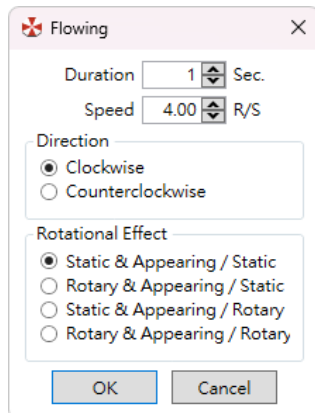 Flowing
Duration 1 Sec.
Speed 4.00 R/S
Direction
Clockwise
Counterclockwise
Rotational Effect
Static & Appearing / Static
Rotary & Appearing / Static
Static & Appearing / Rotary
Rotary & Appearing / Rotary
OK Cancel